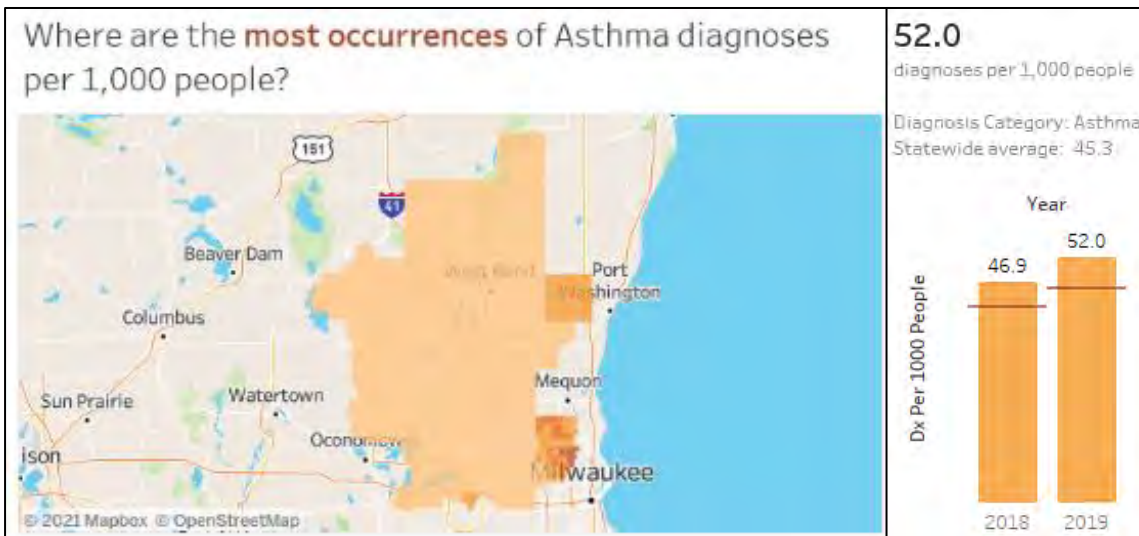 Where are the most occurrences of Asthma diagnoses
per 1,000 people?
151
41
Beaver Dam
West Bend
Port
Washington
Columbus
Mequon
Sun Prairie
Watertown
Oconomowoc
ison
Milwaukee
© 2021 Mapbox © OpenStreetMap
52.0
diagnoses per 1,000 people
Diagnosis Category: Asthma
Statewide average: 45.3
Year
52.0
46.9
Dx Per 1000 People
2018 2019